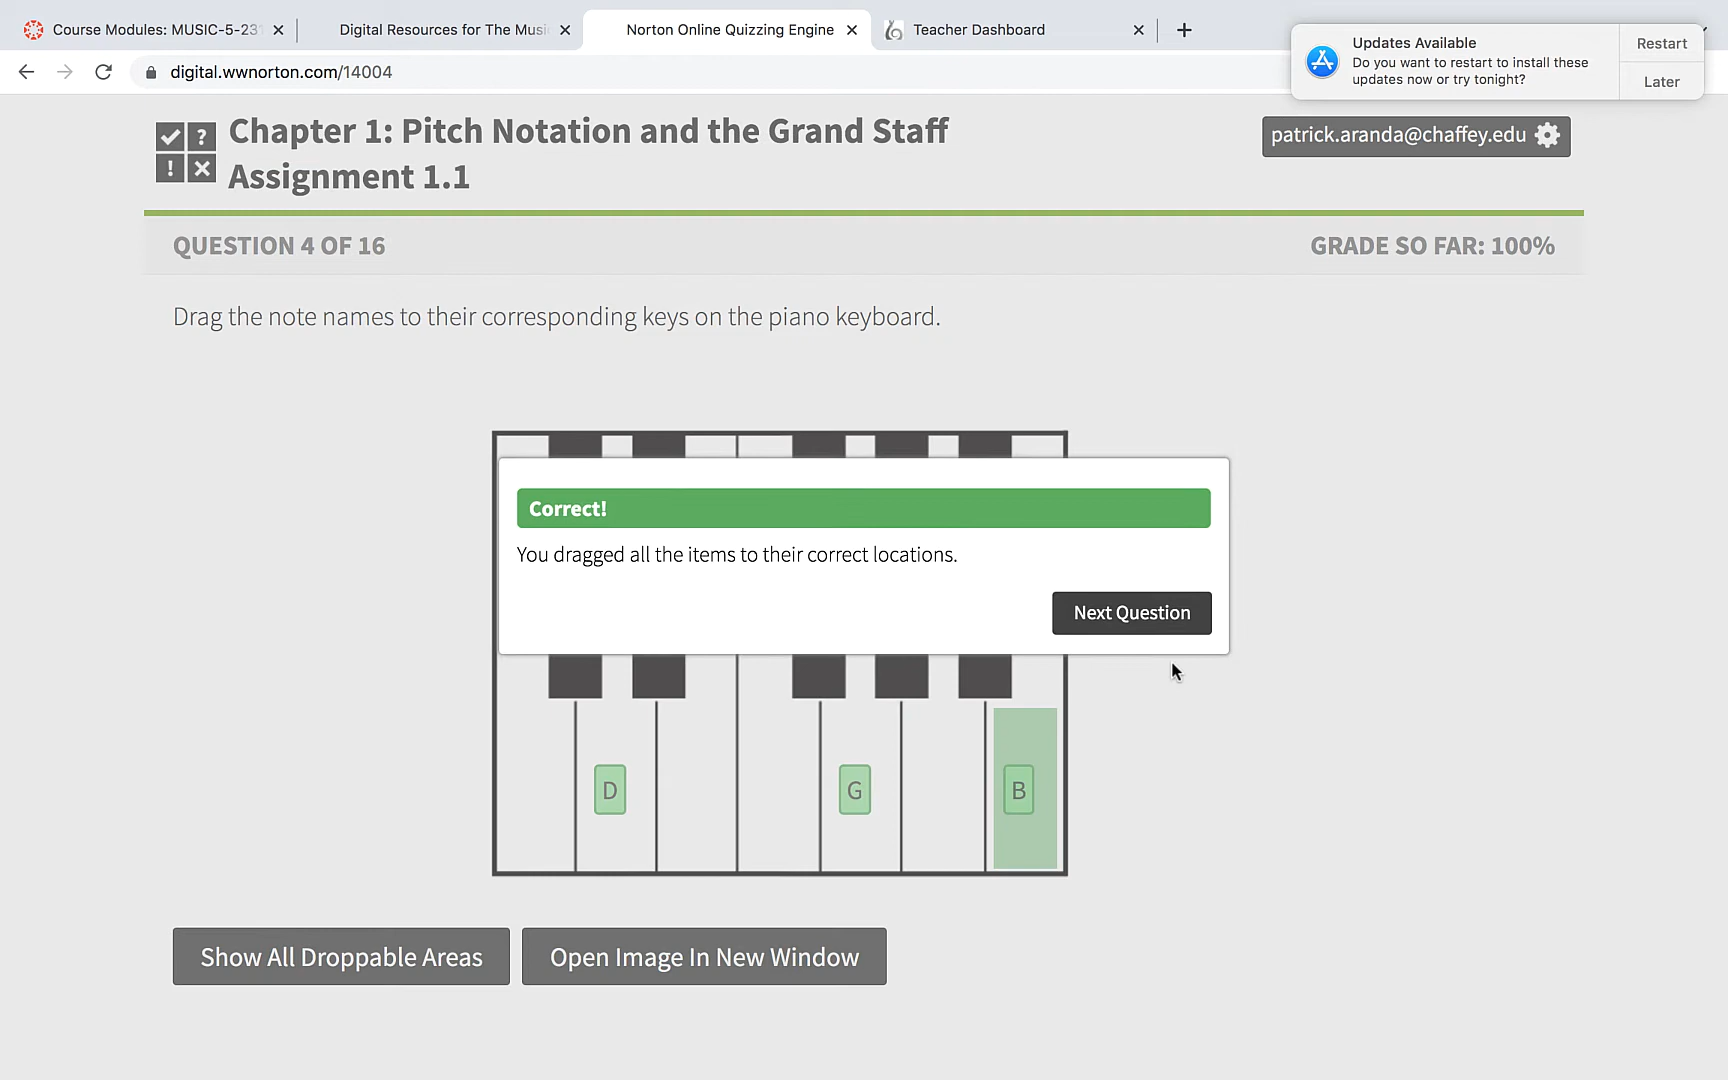 Course Modules: MUSIC-5-231
Digital Resources for The Musi
Norton Online Quizzing Engine
Teacher Dashboard
digital.wwnorton.com/14004
Updates Available
Do you want to restart to install these
updates now or try tonight?
Restart
Later
Chapter 1: Pitch Notation and the Grand Staff
Assignment 1.1
patrick.aranda@chaffey.edu
QUESTION 4 OF 16
GRADE SO FAR: 100%
Drag the note names to their corresponding keys on the piano keyboard.
Correct!
You dragged all the items to their correct locations.
Next Question
D
G
B
Show All Droppable Areas
Open Image In New Window